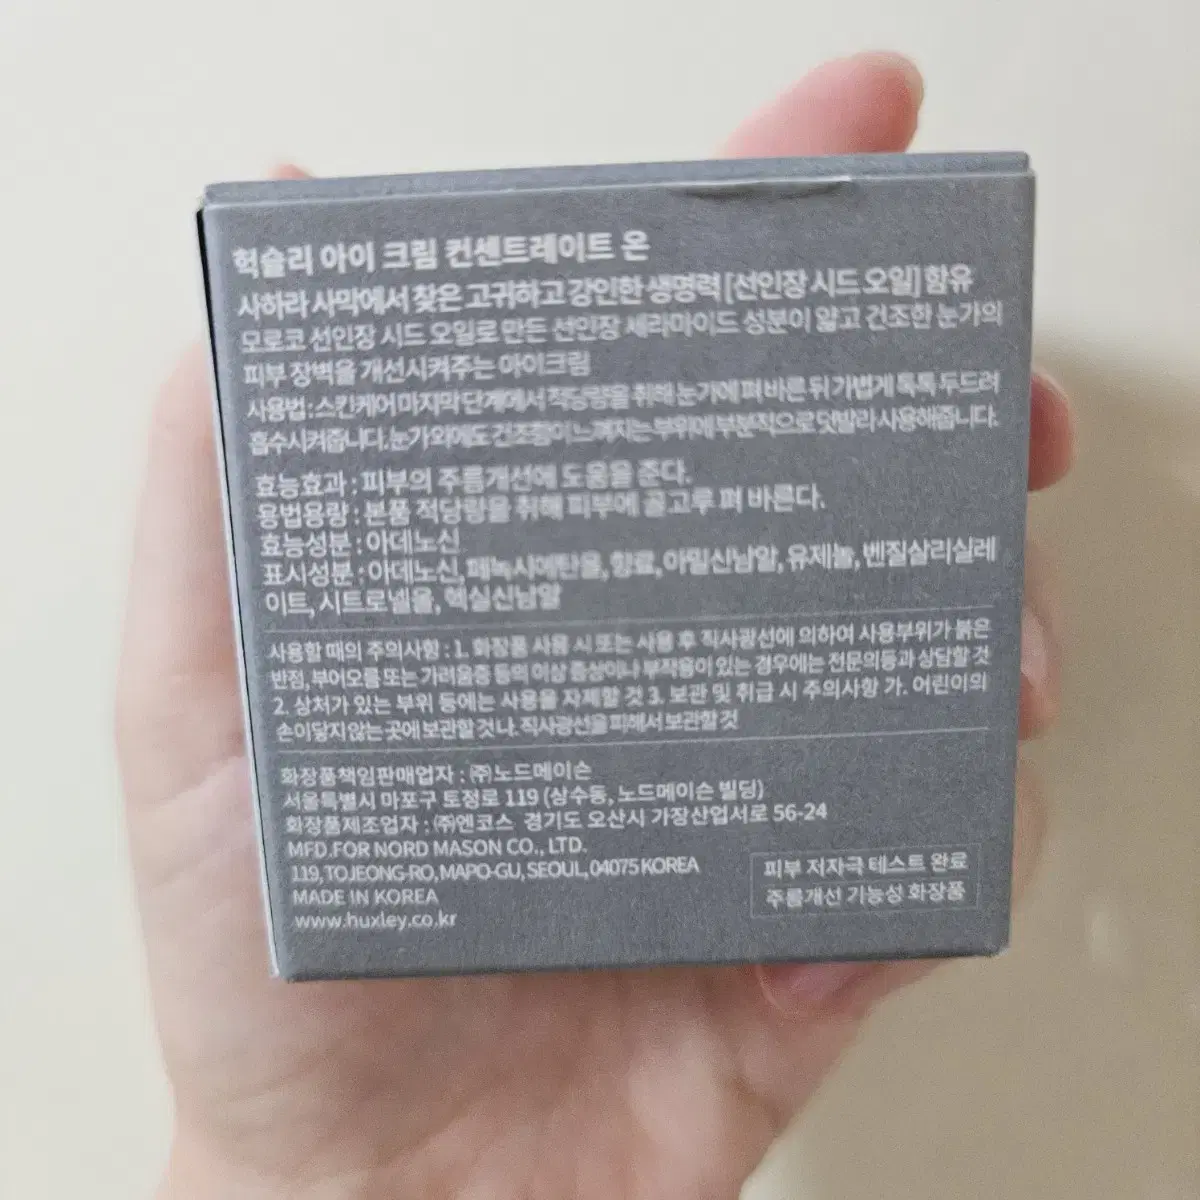 헉슬리 아이 크림 컨센트레이트 온
사하라 사막에서 찾은 고귀하고 강인한 생명력 [선인장 시드 오일] 함유
모로코 선인장 시드 오일로 만든 선인장 세라마이드 성분이 얇고 건조한 눈가의
피부 장벽을 개선시켜주는 아이크림
사용법 : 스킨케어 마지막 단계에서 적당량을 취해 눈가에 펴 바른 뒤 가볍게 톡톡 두드려
흡수시켜줍니다. 눈가 외에도 건조함이 느껴지는 부위에 부분적으로 덧발라 사용해줍니다.
효능효과 : 피부의 주름개선에 도움을 준다.
용법용량 : 본품 적당량을 취해 피부에 골고루 펴 바른다.
효능성분 : 아데노신
표시성분 : 아데노신, 페녹시에탄올, 향료, 아밀신남알, 유제놀, 벤질살리실레
이트, 시트로넬올, 헥실신남알
사용할 때의 주의사항 : 1. 화장품 사용 시 또는 사용 후 직사광선에 의하여 사용부위가 붉은
반점, 부어오름 또는 가려움증 등의 이상 증상이나 부작용이 있는 경우에는 전문의등과 상담할 것
2. 상처가 있는 부위 등에는 사용을 자제할 것 3. 보관 및 취급 시 주의사항 가. 어린이의
손이 닿지 않는 곳에 보관할 것 나. 직사광선을 피해서 보관할 것
화장품책임판매업자 : ㈜노드메이슨
서울특별시 마포구 토정로 119 (상수동, 노드메이슨 빌딩)
화장품제조업자 : ㈜엔코스 경기도 오산시 가장산업서로 56-24
MFD.FOR NORD MASON CO., LTD.
119, TOJEONG-RO, MAPO-GU, SEOUL, 04075 KOREA
MADE IN KOREA
www.huxley.co.kr
피부 저자극 테스트 완료
주름개선 기능성 화장품